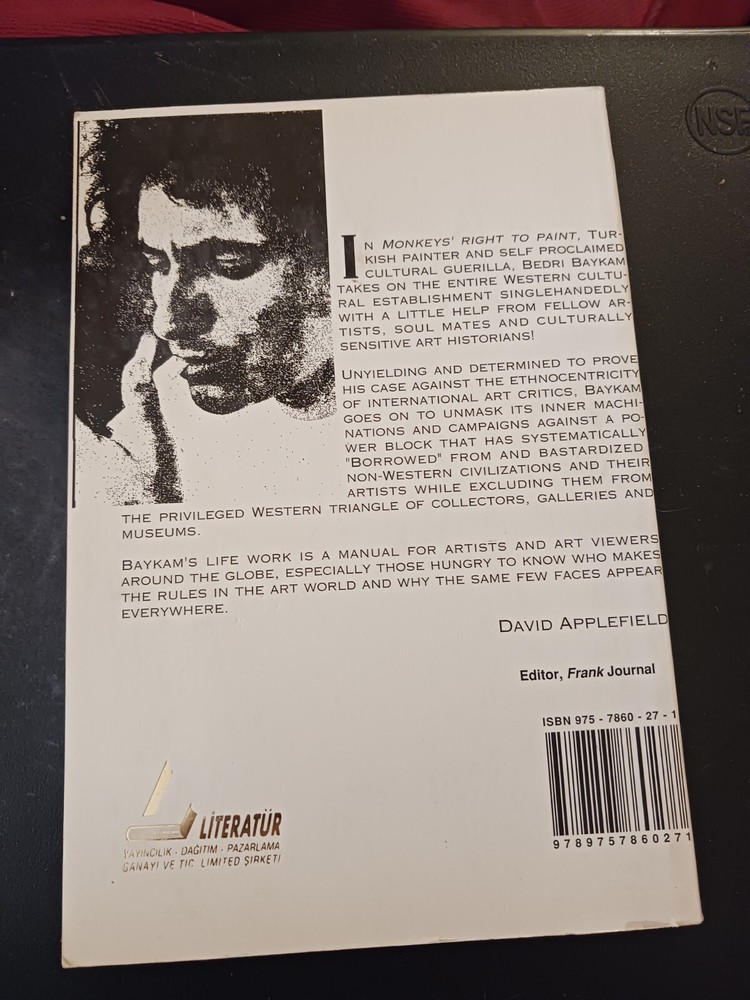 NSF
IN MONKEYS' RIGHT TO PAINT, TUR-
KISH PAINTER AND SELF PROCLAIMED
CULTURAL GUERILLA, BEDRI BAYKAM
TAKES ON THE ENTIRE WESTERN CULTU-
RAL ESTABLISHMENT SINGLEHANDEDLY
WITH A LITTLE HELP FROM FELLOW AR-
TISTS, SOUL MATES AND CULTURALLY
SENSITIVE ART HISTORIANS!
UNYIELDING AND DETERMINED TO PROVE
HIS CASE AGAINST THE ETHNOCENTRICITY
OF INTERNATIONAL ART CRITICS, BAYKAM
GOES ON TO UNMASK ITS INNER MACHI-
NATIONS AND CAMPAIGNS AGAINST A PO-
WER BLOCK THAT HAS SYSTEMATICALLY
"BORROWED" FROM AND BASTARDIZED
NON-WESTERN CIVILIZATIONS AND THEIR
ARTISTS WHILE EXCLUDING THEM FROM
THE PRIVILEGED WESTERN TRIANGLE OF COLLECTORS, GALLERIES AND
MUSEUMS.
BAYKAM'S LIFE WORK IS A MANUAL FOR ARTISTS AND ART VIEWERS
AROUND THE GLOBE, ESPECIALLY THOSE HUNGRY TO KNOW WHO MAKES
THE RULES IN THE ART WORLD AND WHY THE SAME FEW FACES APPEAR
EVERYWHERE.
DAVID APPLEFIELD
Editor, Frank Journal
ISBN 975 - 7860 - 27 - 1
9789757860271
LİTERATÜR
YAYINCILIK · DAĞITIM · PAZARLAMA
SANAYİ VE TİC. LİMİTED ŞİRKETİ